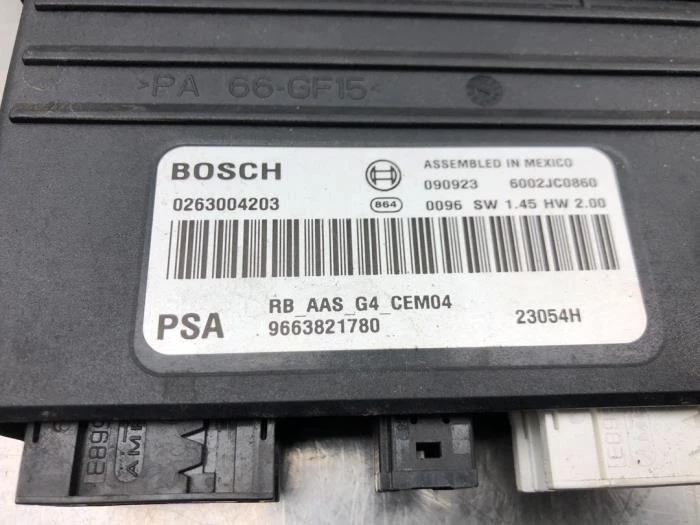 >PA 66-GF15<
BOSCH
ASSEMBLED IN MEXICO
090923 6002JC0860
0263004203
864 0096 SW 1.45 HW 2.00
RB_AAS_G4_CEM04
PSA 9663821780 23054H
AMP